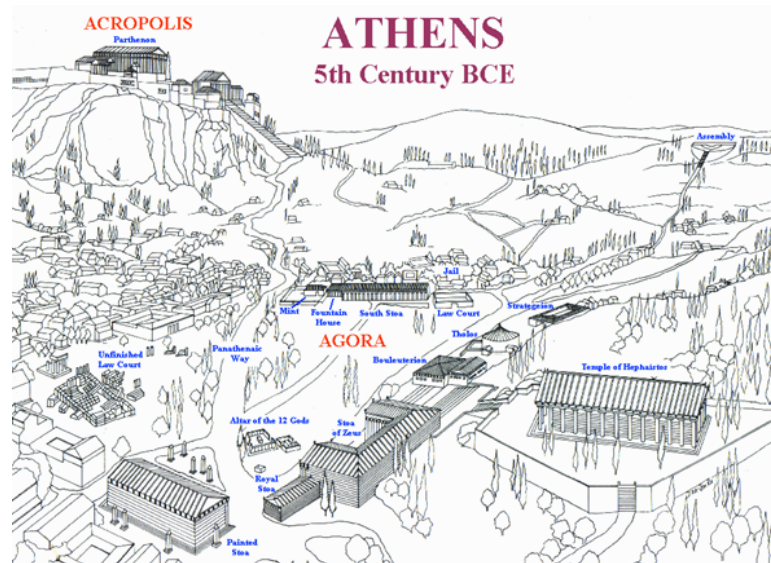 ACROPOLIS
Parthenon
ATHENS
5th Century BCE
Assembly
Jail
Mint
Fountain
House
South Stoa
Law Court
Strategeion
AGORA
Tholos
Unfinished
Law Court
Panathenaic
Way
Bouleuterion
Temple of Hephaistos
Altar of the 12 Gods
Stoa
of Zeus
Royal
Stoa
Painted
Stoa